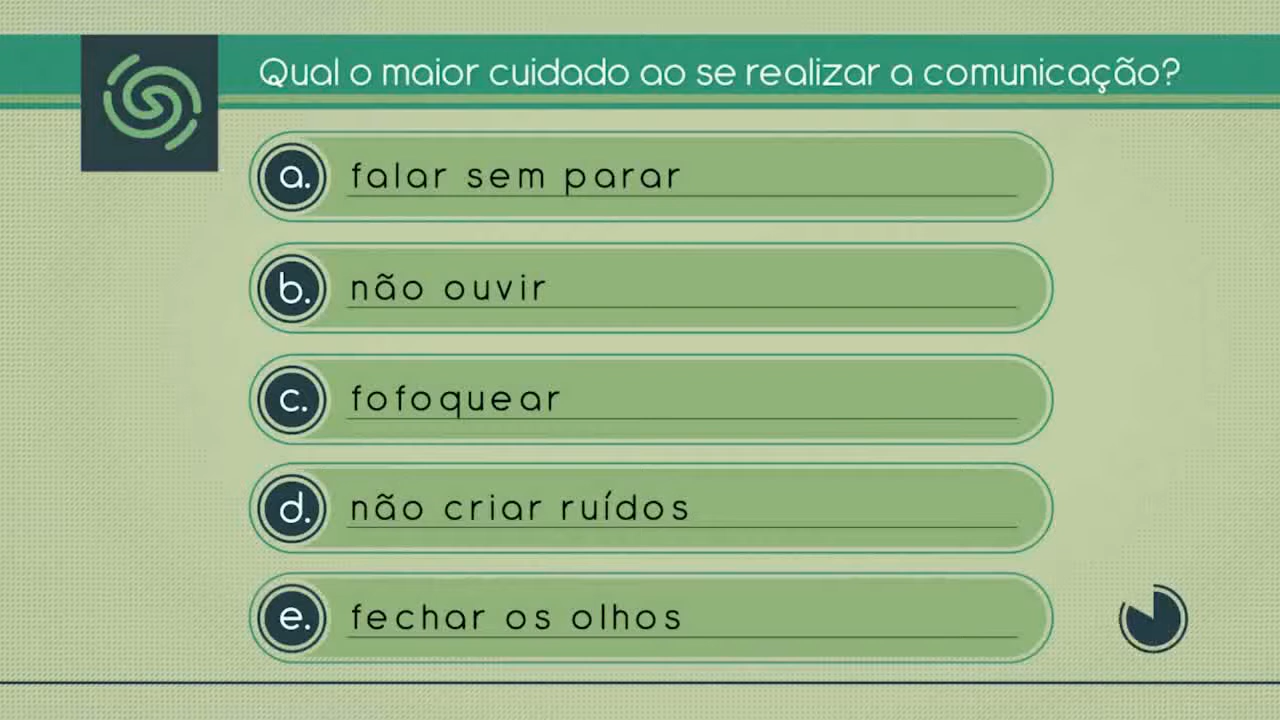 Qual o maior cuidado ao se realizar a comunicação?
a. falar sem parar
b. não ouvir
c. fofoquear
d. não criar ruídos
e. fechar os olhos